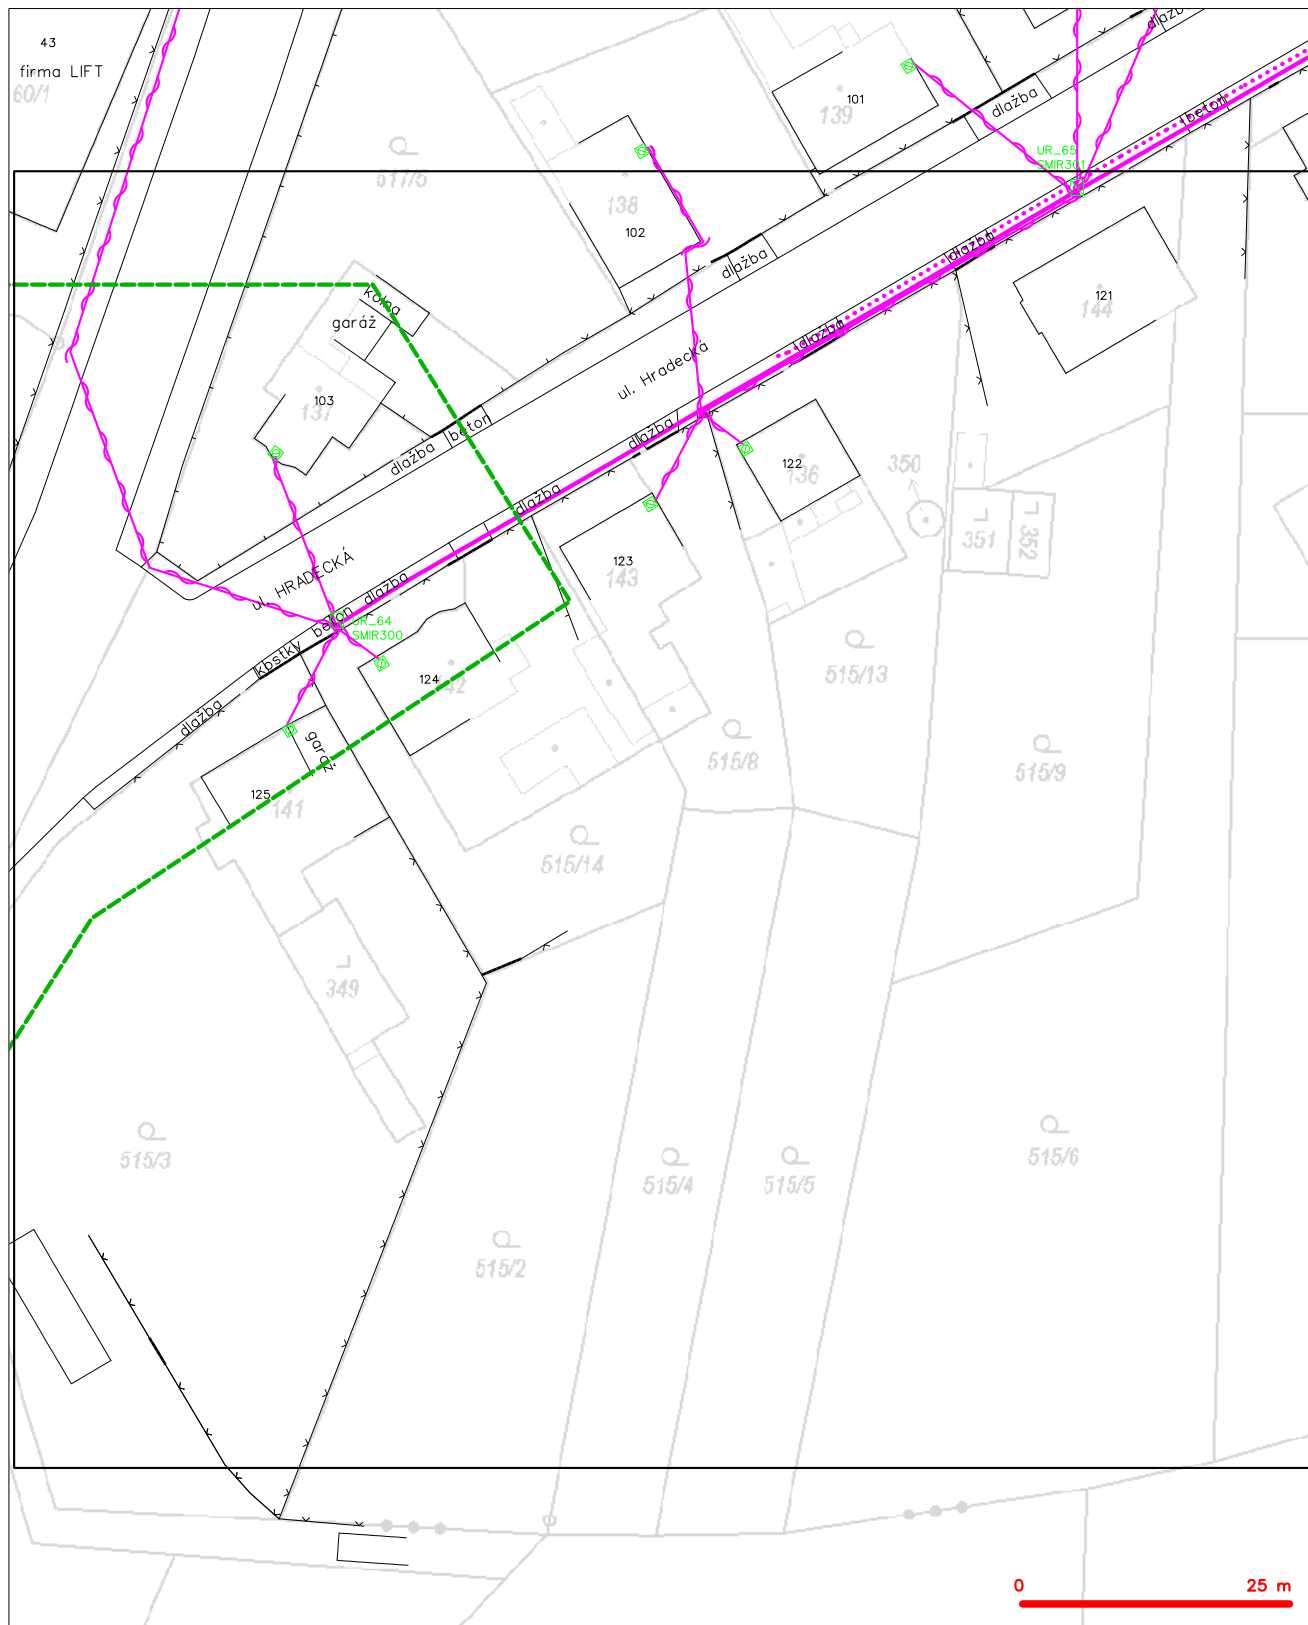 43
firma LIFT
60/1
517/5
101
139
dlažba
dlažba
beton
UR_65
SMIR301
138
102
dlažba
dlažba
121
144
kolna
garáž
103
137
ul. Hradecká
dlažba
beton
dlažba
dlažba
dlažba
122
136
350
351
352
dlažba
123
143
ul. HRADECKÁ
dlažba
beton
UR_64
SMIR300
kostky
124
dlažba
garáž
125
141
515/13
515/8
515/9
515/14
349
515/3
515/4
515/5
515/6
515/2
0
25 m